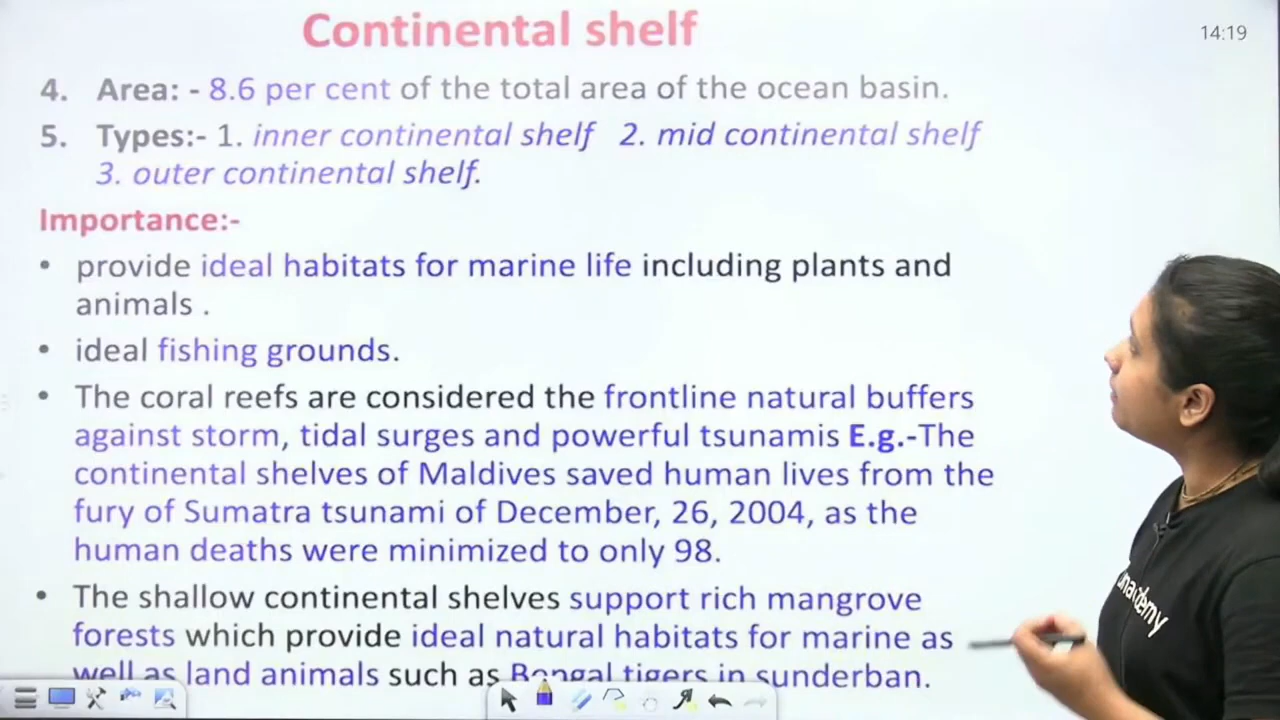 Continental shelf
14:19
4. Area: - 8.6 per cent of the total area of the ocean basin.
5. Types:- 1. inner continental shelf 2. mid continental shelf
3. outer continental shelf.
Importance:-
• provide ideal habitats for marine life including plants and
animals .
• ideal fishing grounds.
• The coral reefs are considered the frontline natural buffers
against storm, tidal surges and powerful tsunamis E.g.-The
continental shelves of Maldives saved human lives from the
fury of Sumatra tsunami of December, 26, 2004, as the
human deaths were minimized to only 98.
• The shallow continental shelves support rich mangrove
forests which provide ideal natural habitats for marine as
well as land animals such as Bengal tigers in sunderban.
unacademy